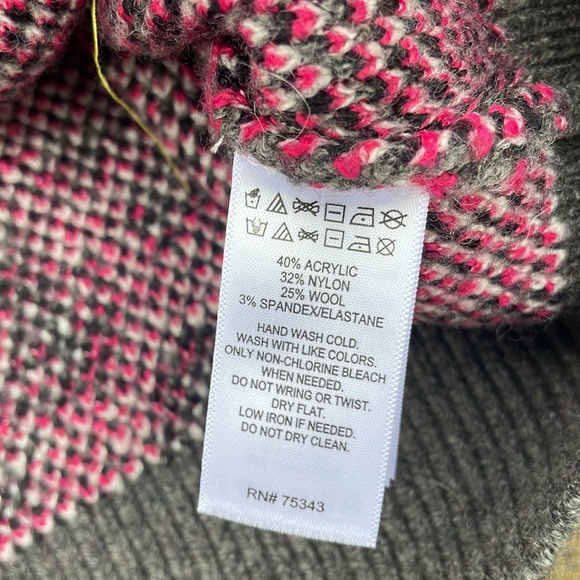 40% ACRYLIC
32% NYLON
25% WOOL
3% SPANDEX/ELASTANE
HAND WASH COLD.
WASH WITH LIKE COLORS.
ONLY NON-CHLORINE BLEACH
WHEN NEEDED.
DO NOT WRING OR TWIST.
DRY FLAT.
LOW IRON IF NEEDED.
DO NOT DRY CLEAN.
RN# 75343